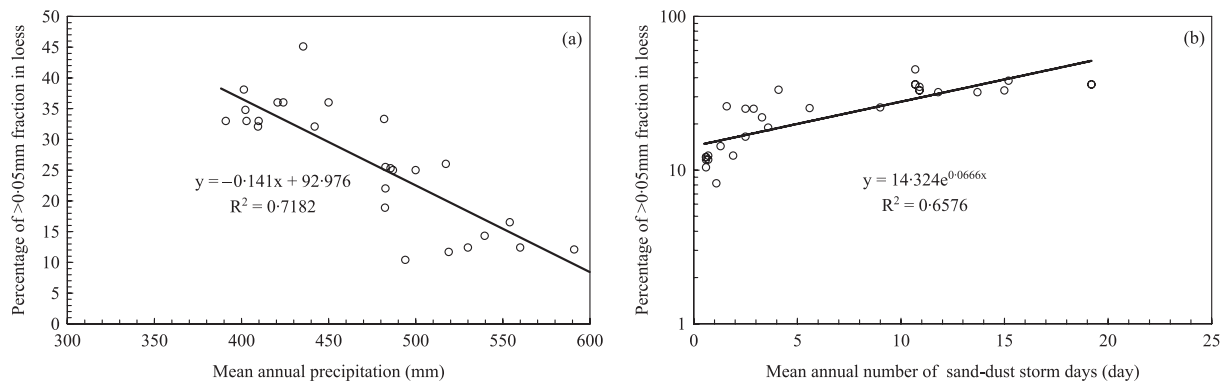 50
45
40
35
30
25
20
15
10
5
0
Percentage of >0·05mm fraction in loess
(a)
y = –0·141x + 92·976
R² = 0·7182
300 350 400 450 500 550 600
Mean annual precipitation (mm)
100
10
1
Percentage of >0·05mm fraction in loess
(b)
y = 14·324e^0·0666x
R² = 0·6576
0 5 10 15 20 25
Mean annual number of sand-dust storm days (day)